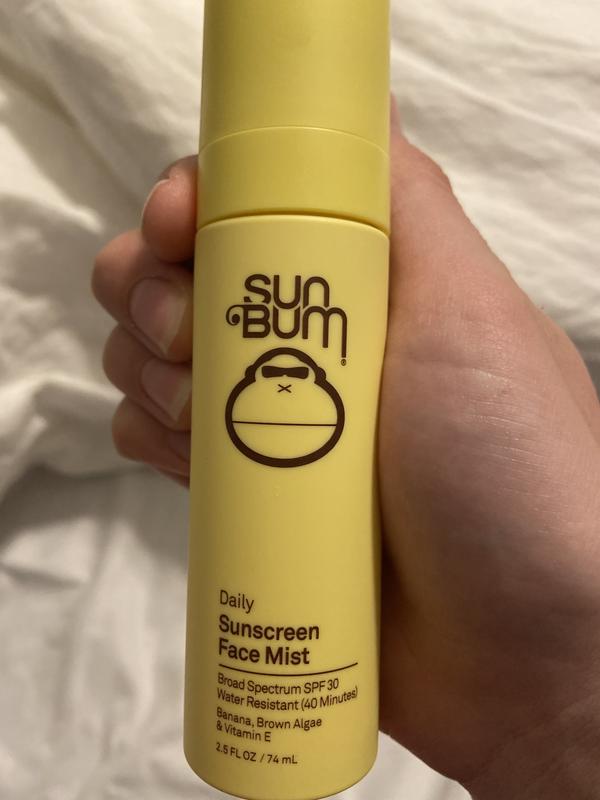 SUN
BUM®
Daily
Sunscreen
Face Mist
Broad Spectrum SPF 30
Water Resistant (40 Minutes)
Banana, Brown Algae
& Vitamin E
2.5 FL OZ / 74 mL